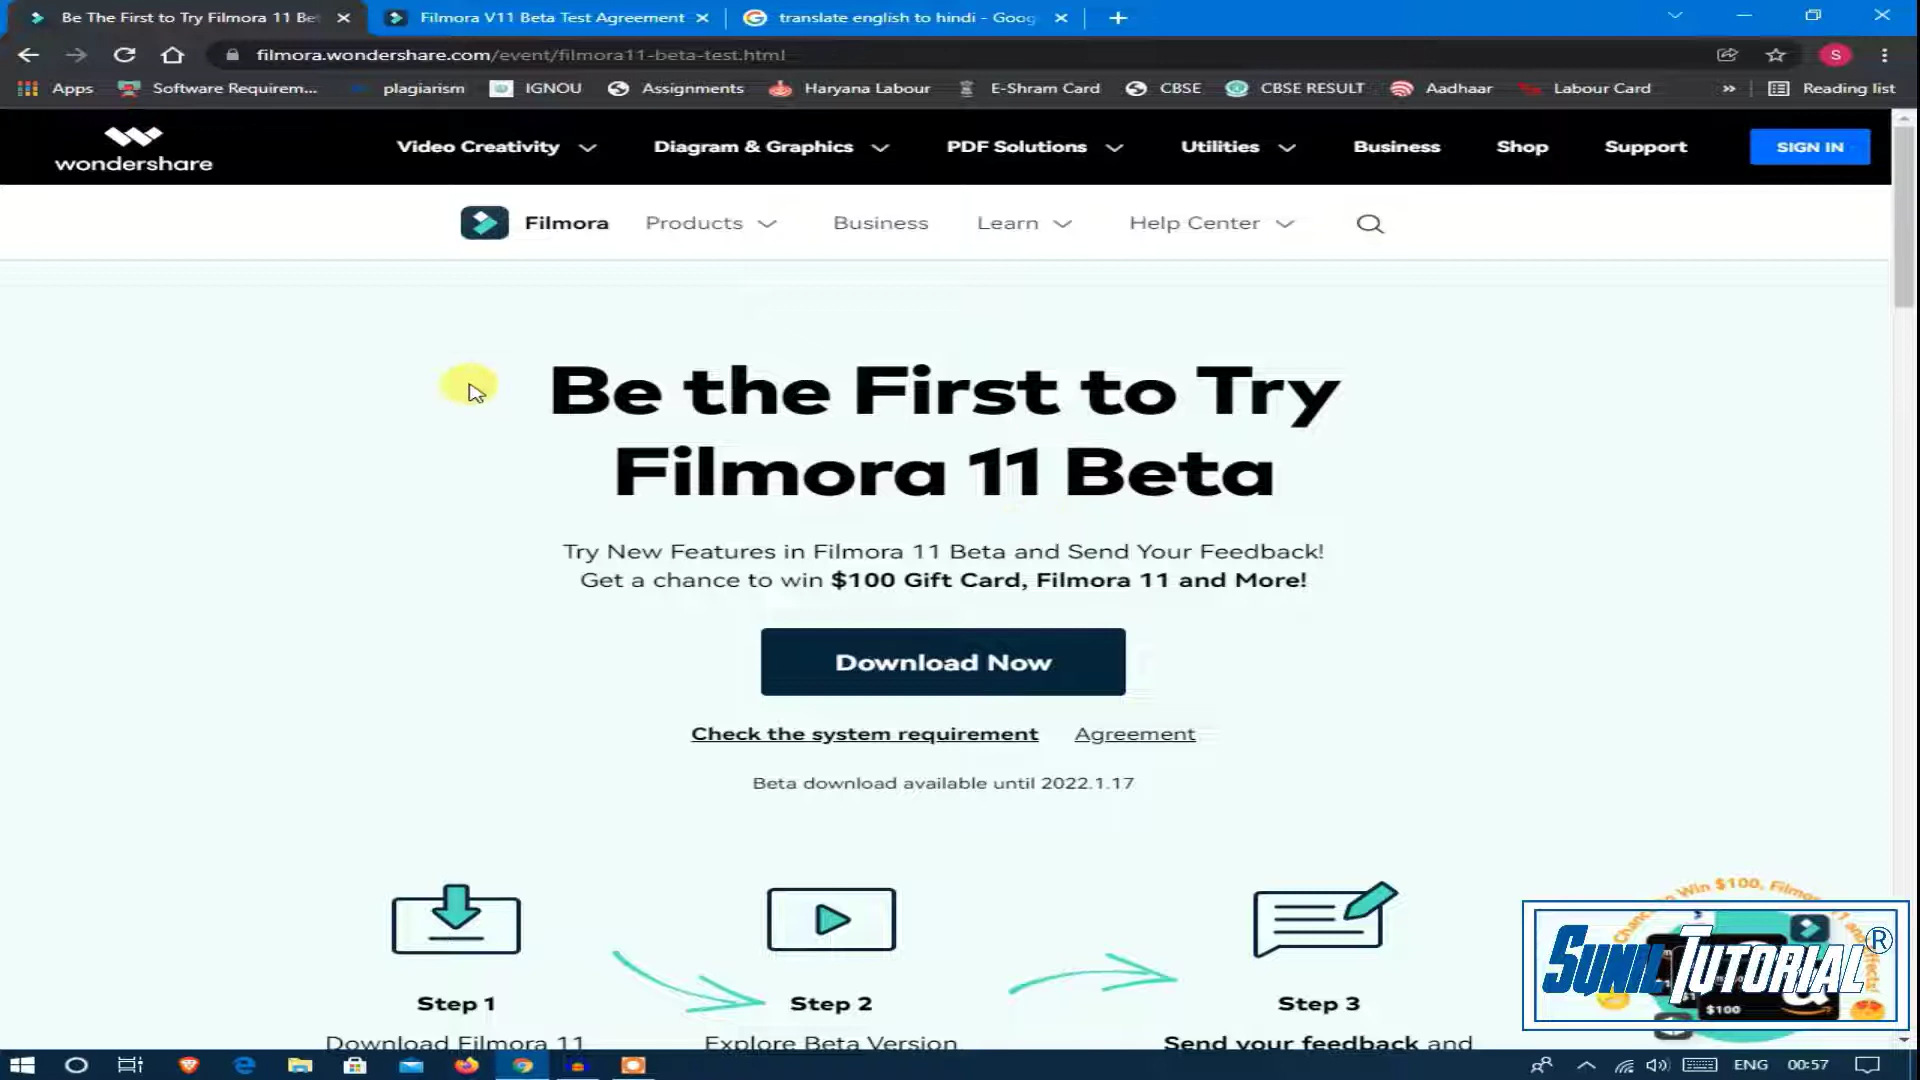 Be The First to Try Filmora 11 Be
Filmora V11 Beta Test Agreement
translate english to hindi - Goog
filmora.wondershare.com/event/filmora11-beta-test.html
S
Apps
Software Requirem...
plagiarism
IGNOU
Assignments
Haryana Labour
E-Shram Card
CBSE
CBSE RESULT
Aadhaar
Labour Card
»
Reading list
wondershare
Video Creativity
Diagram & Graphics
PDF Solutions
Utilities
Business
Shop
Support
SIGN IN
Filmora
Products
Business
Learn
Help Center
Be the First to Try
Filmora 11 Beta
Try New Features in Filmora 11 Beta and Send Your Feedback!
Get a chance to win $100 Gift Card, Filmora 11 and More!
Download Now
Check the system requirement
Agreement
Beta download available until 2022.1.17
Step 1
Step 2
Step 3
Download Filmora 11
Explore Beta Version
Send your feedback and
Win $100, Filmor
SUNIL TUTORIAL®
$100
ENG
00:57